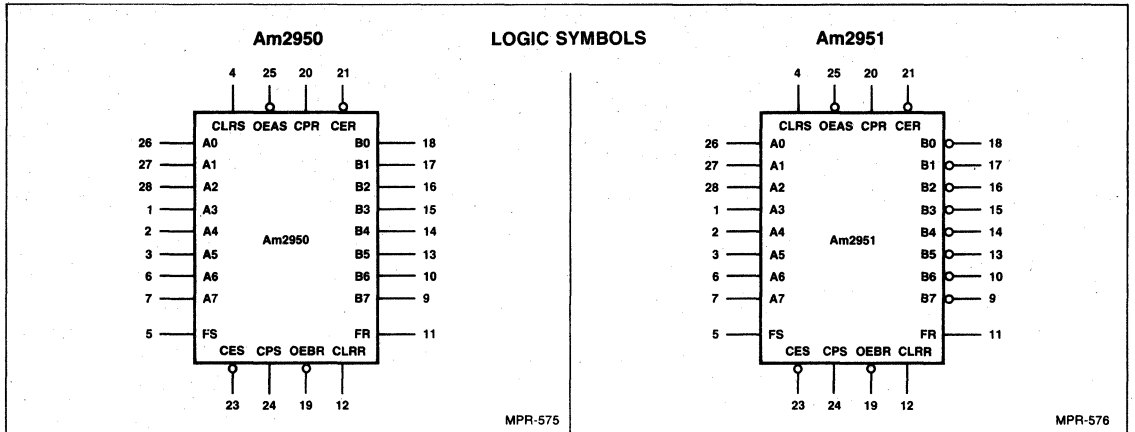 Am2950 LOGIC SYMBOLS Am2951
4 25 20 21 4 25 20 21
CLRS OEAS CPR CER CLRS OEAS CPR CER
26 A0 B0 18 26 A0 B0 18
27 A1 B1 17 27 A1 B1 17
28 A2 B2 16 28 A2 B2 16
1 A3 B3 15 1 A3 B3 15
2 A4 B4 14 2 A4 B4 14
Am2950 Am2951
3 A5 B5 13 3 A5 B5 13
6 A6 B6 10 6 A6 B6 10
7 A7 B7 9 7 A7 B7 9
5 FS FR 11 5 FS FR 11
CES CPS OEBR CLRR CES CPS OEBR CLRR
23 24 19 12 23 24 19 12
MPR-575 MPR-576